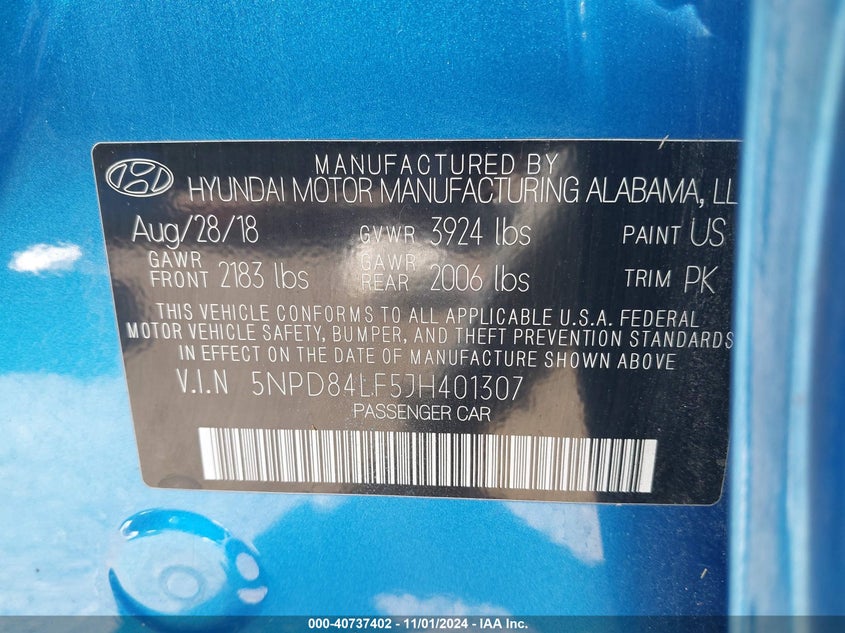 MANUFACTURED BY
HYUNDAI MOTOR MANUFACTURING ALABAMA, LL
Aug/28/18 GVWR 3924 lbs PAINT US
GAWR FRONT 2183 lbs GAWR REAR 2006 lbs TRIM PK
THIS VEHICLE CONFORMS TO ALL APPLICABLE U.S.A. FEDERAL
MOTOR VEHICLE SAFETY, BUMPER, AND THEFT PREVENTION STANDARDS
IN EFFECT ON THE DATE OF MANUFACTURE SHOWN ABOVE
V.I.N 5NPD84LF5JH401307
PASSENGER CAR
000-40737402 - 11/01/2024 - IAA Inc.